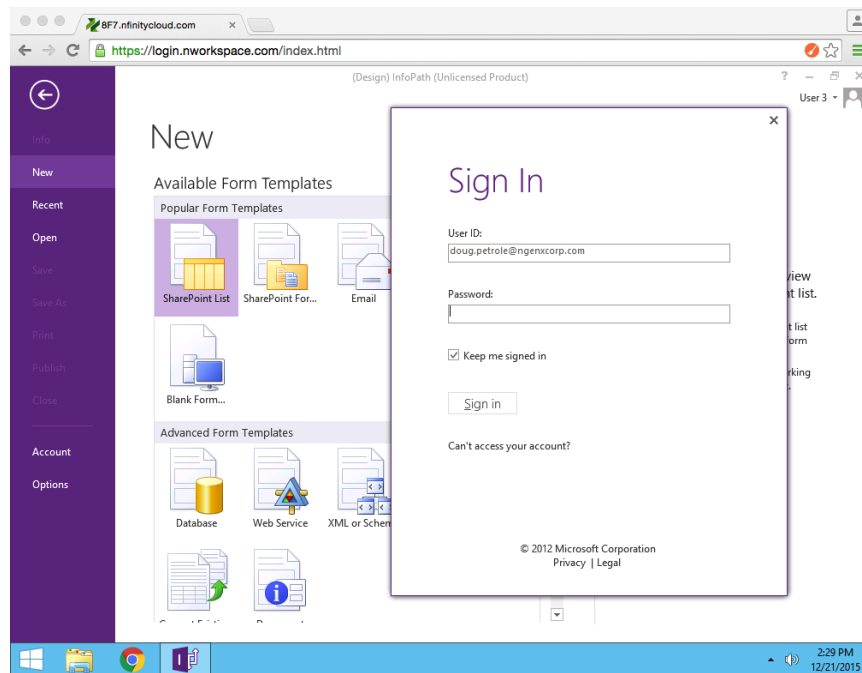 8F7.nfinitycloud.com
https://login.nworkspace.com/index.html
(Design) InfoPath (Unlicensed Product)
User 3
Info
New
Recent
Open
Save
Save As
Print
Publish
Close
Account
Options
New
Available Form Templates
Popular Form Templates
SharePoint List
SharePoint For...
Email
Blank Form...
Advanced Form Templates
Database
Web Service
XML or
Sign In
User ID:
doug.petrole@ngenxcorp.com
Password:
Keep me signed in
Sign in
Can't access your account?
© 2012 Microsoft Corporation
Privacy | Legal
list.
list
2:29 PM
12/21/2015